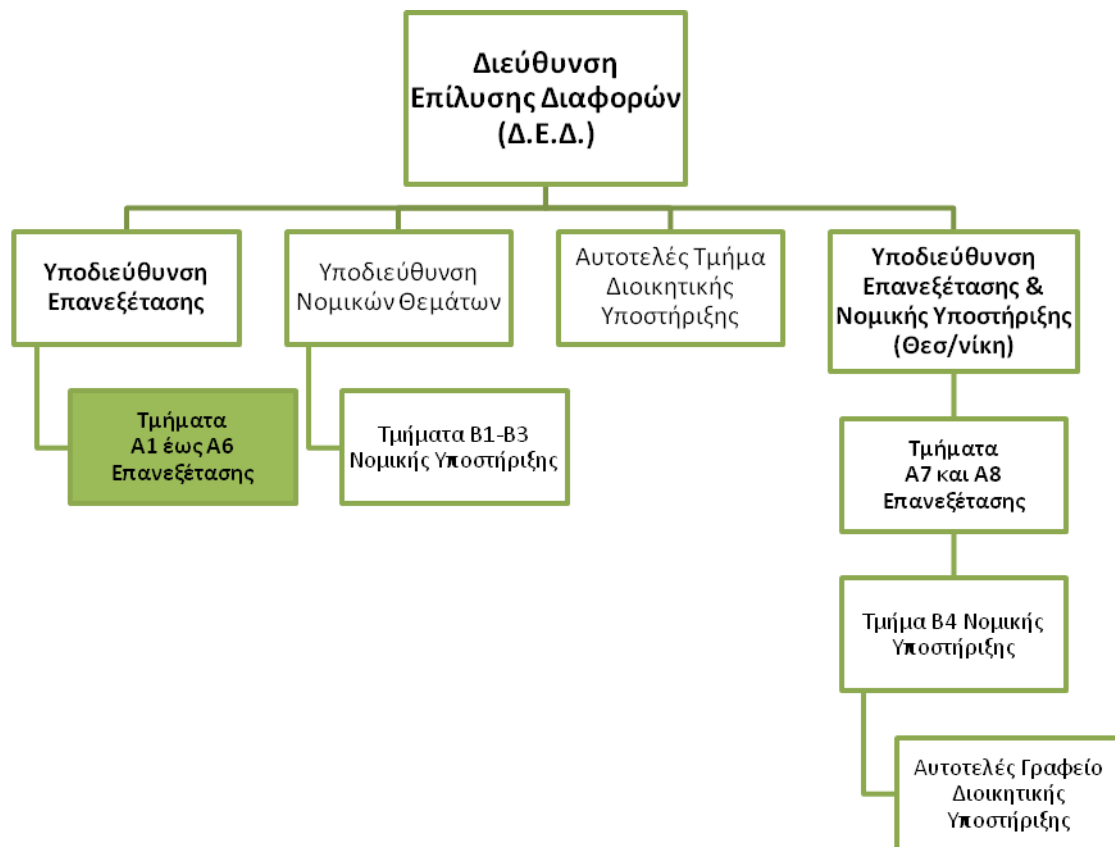 Διεύθυνση
Επίλυσης Διαφορών
(Δ.Ε.Δ.)
Υποδιεύθυνση
Επανεξέτασης
Υποδιεύθυνση
Νομικών Θεμάτων
Αυτοτελές Τμήμα
Διοικητικής
Υποστήριξης
Υποδιεύθυνση
Επανεξέτασης &
Νομικής Υποστήριξης
(Θεσ/νίκη)
Τμήματα
Α1 έως Α6
Επανεξέτασης
Τμήματα Β1-Β3
Νομικής Υποστήριξης
Τμήματα
Α7 και Α8
Επανεξέτασης
Τμήμα Β4 Νομικής
Υποστήριξης
Αυτοτελές Γραφείο
Διοικητικής
Υποστήριξης